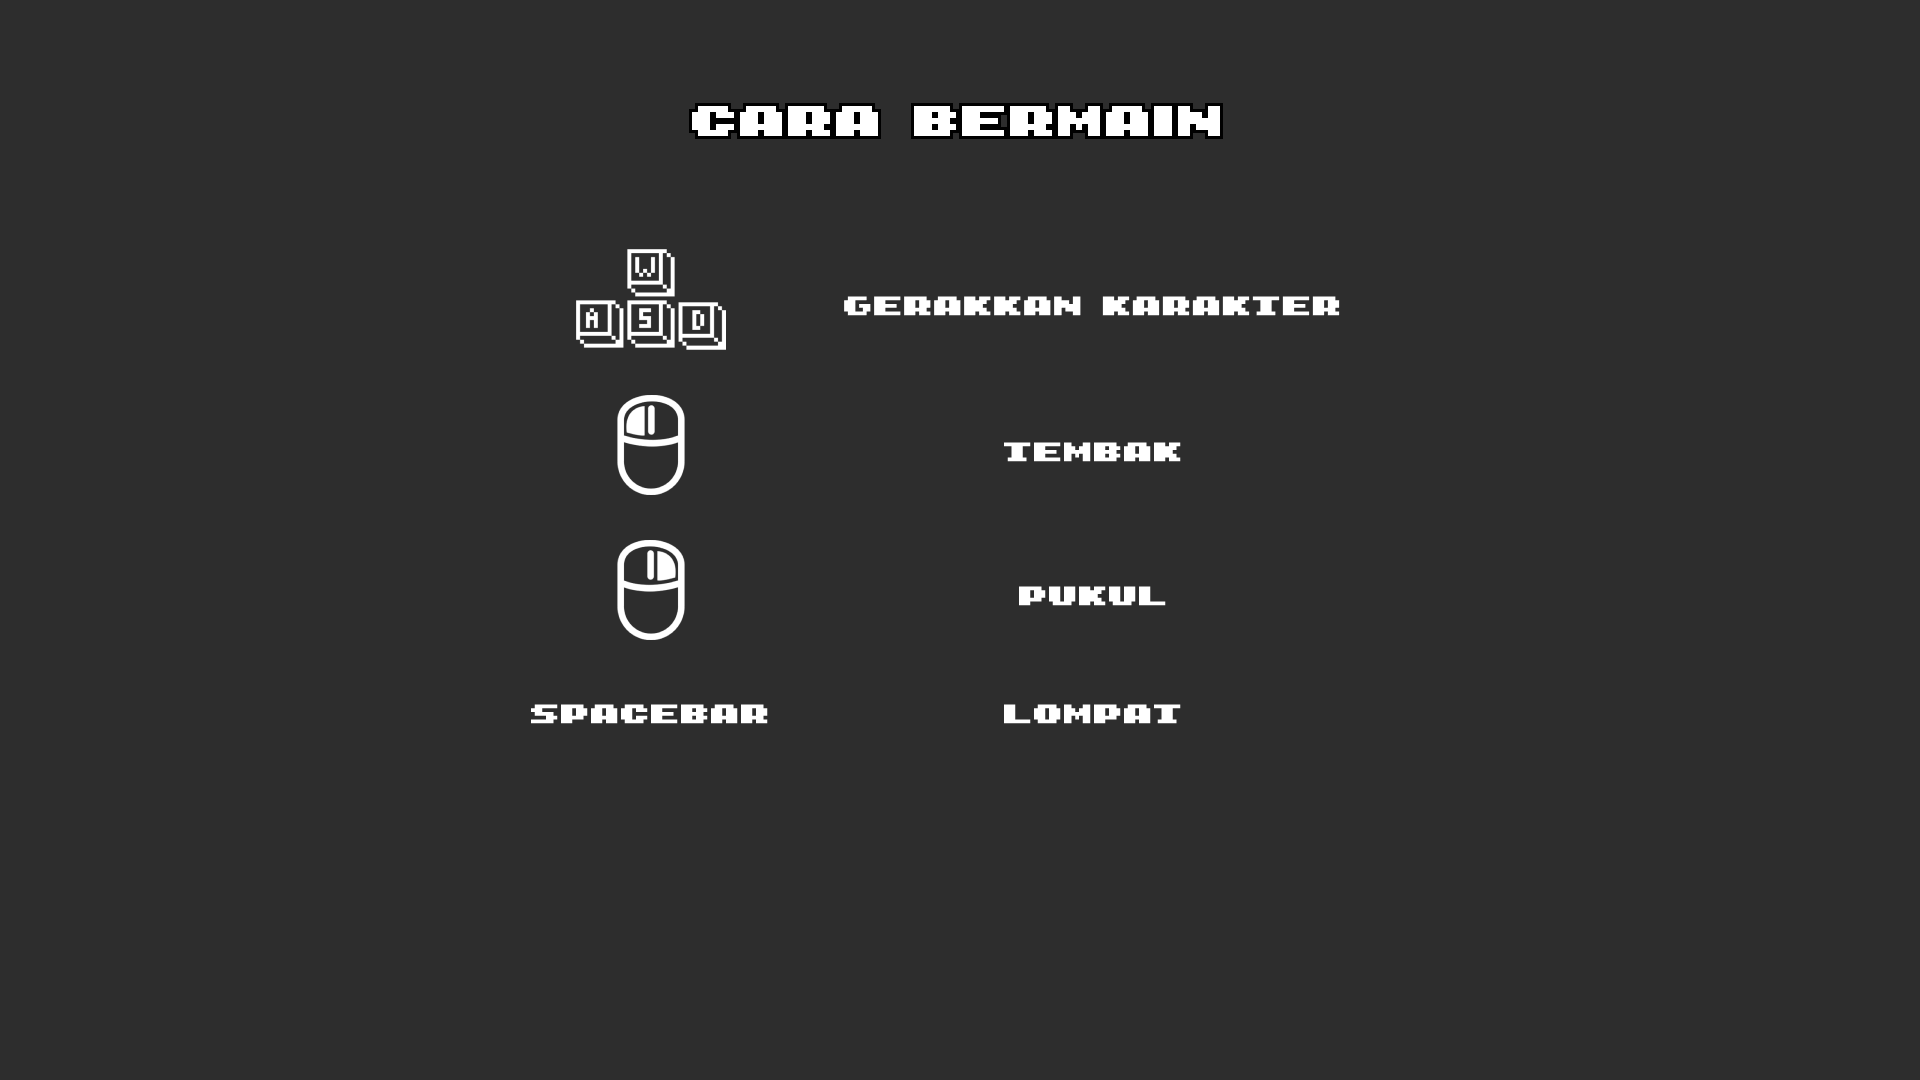 CARA BERMAIN
W
A S D GERAKKAN KARAKTER
TEMBAK
PUKUL
SPACEBAR LOMPAT